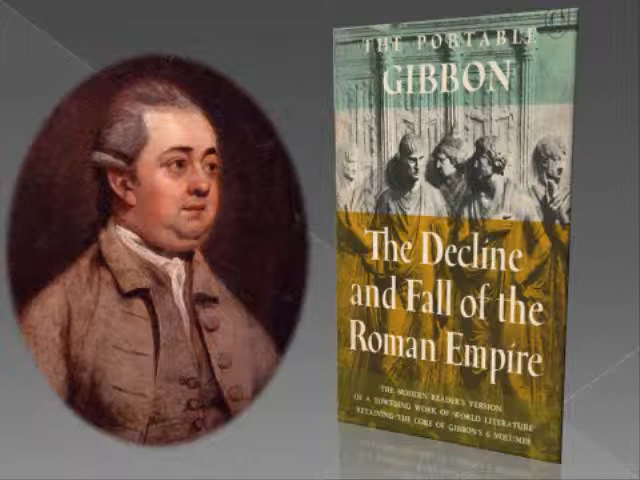 THE PORTABLE
GIBBON
The Decline
and Fall of the
Roman Empire
THE MODERN READER'S VERSION
OF A TOWERING WORK OF WORLD LITERATURE
RETAINING THE CORE OF GIBBON'S 6 VOLUMES